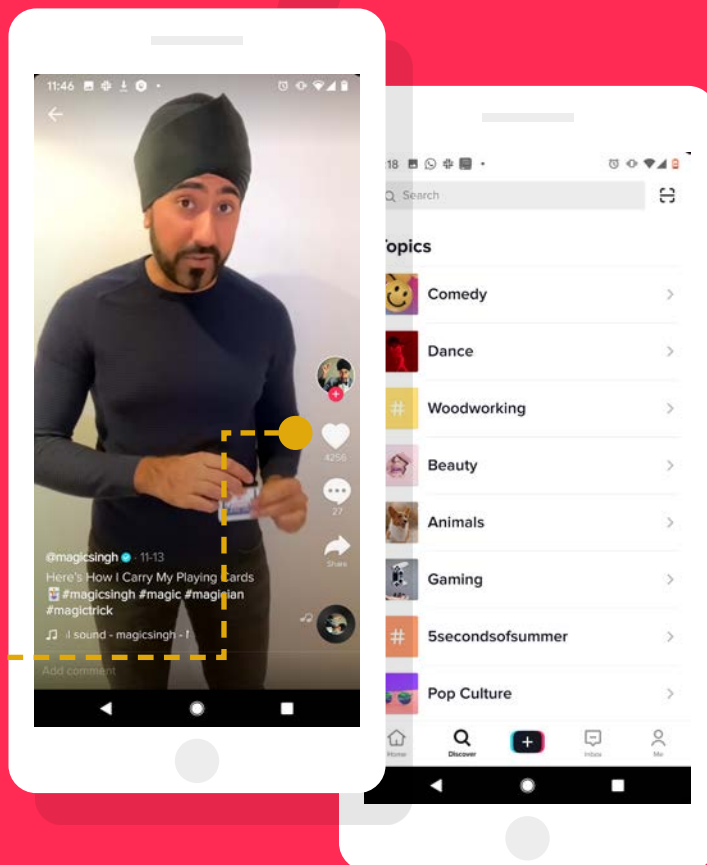 11:46
4256
27
Share
@magicsingh · 11-13
Here's How I Carry My Playing Cards
#magicsingh #magic #magician
#magictrick
l sound - magicsingh -
Add comment
18
Search
Topics
Comedy
Dance
# Woodworking
Beauty
Animals
Gaming
# 5secondsofsummer
Pop Culture
Home
Discover
Inbox
Me